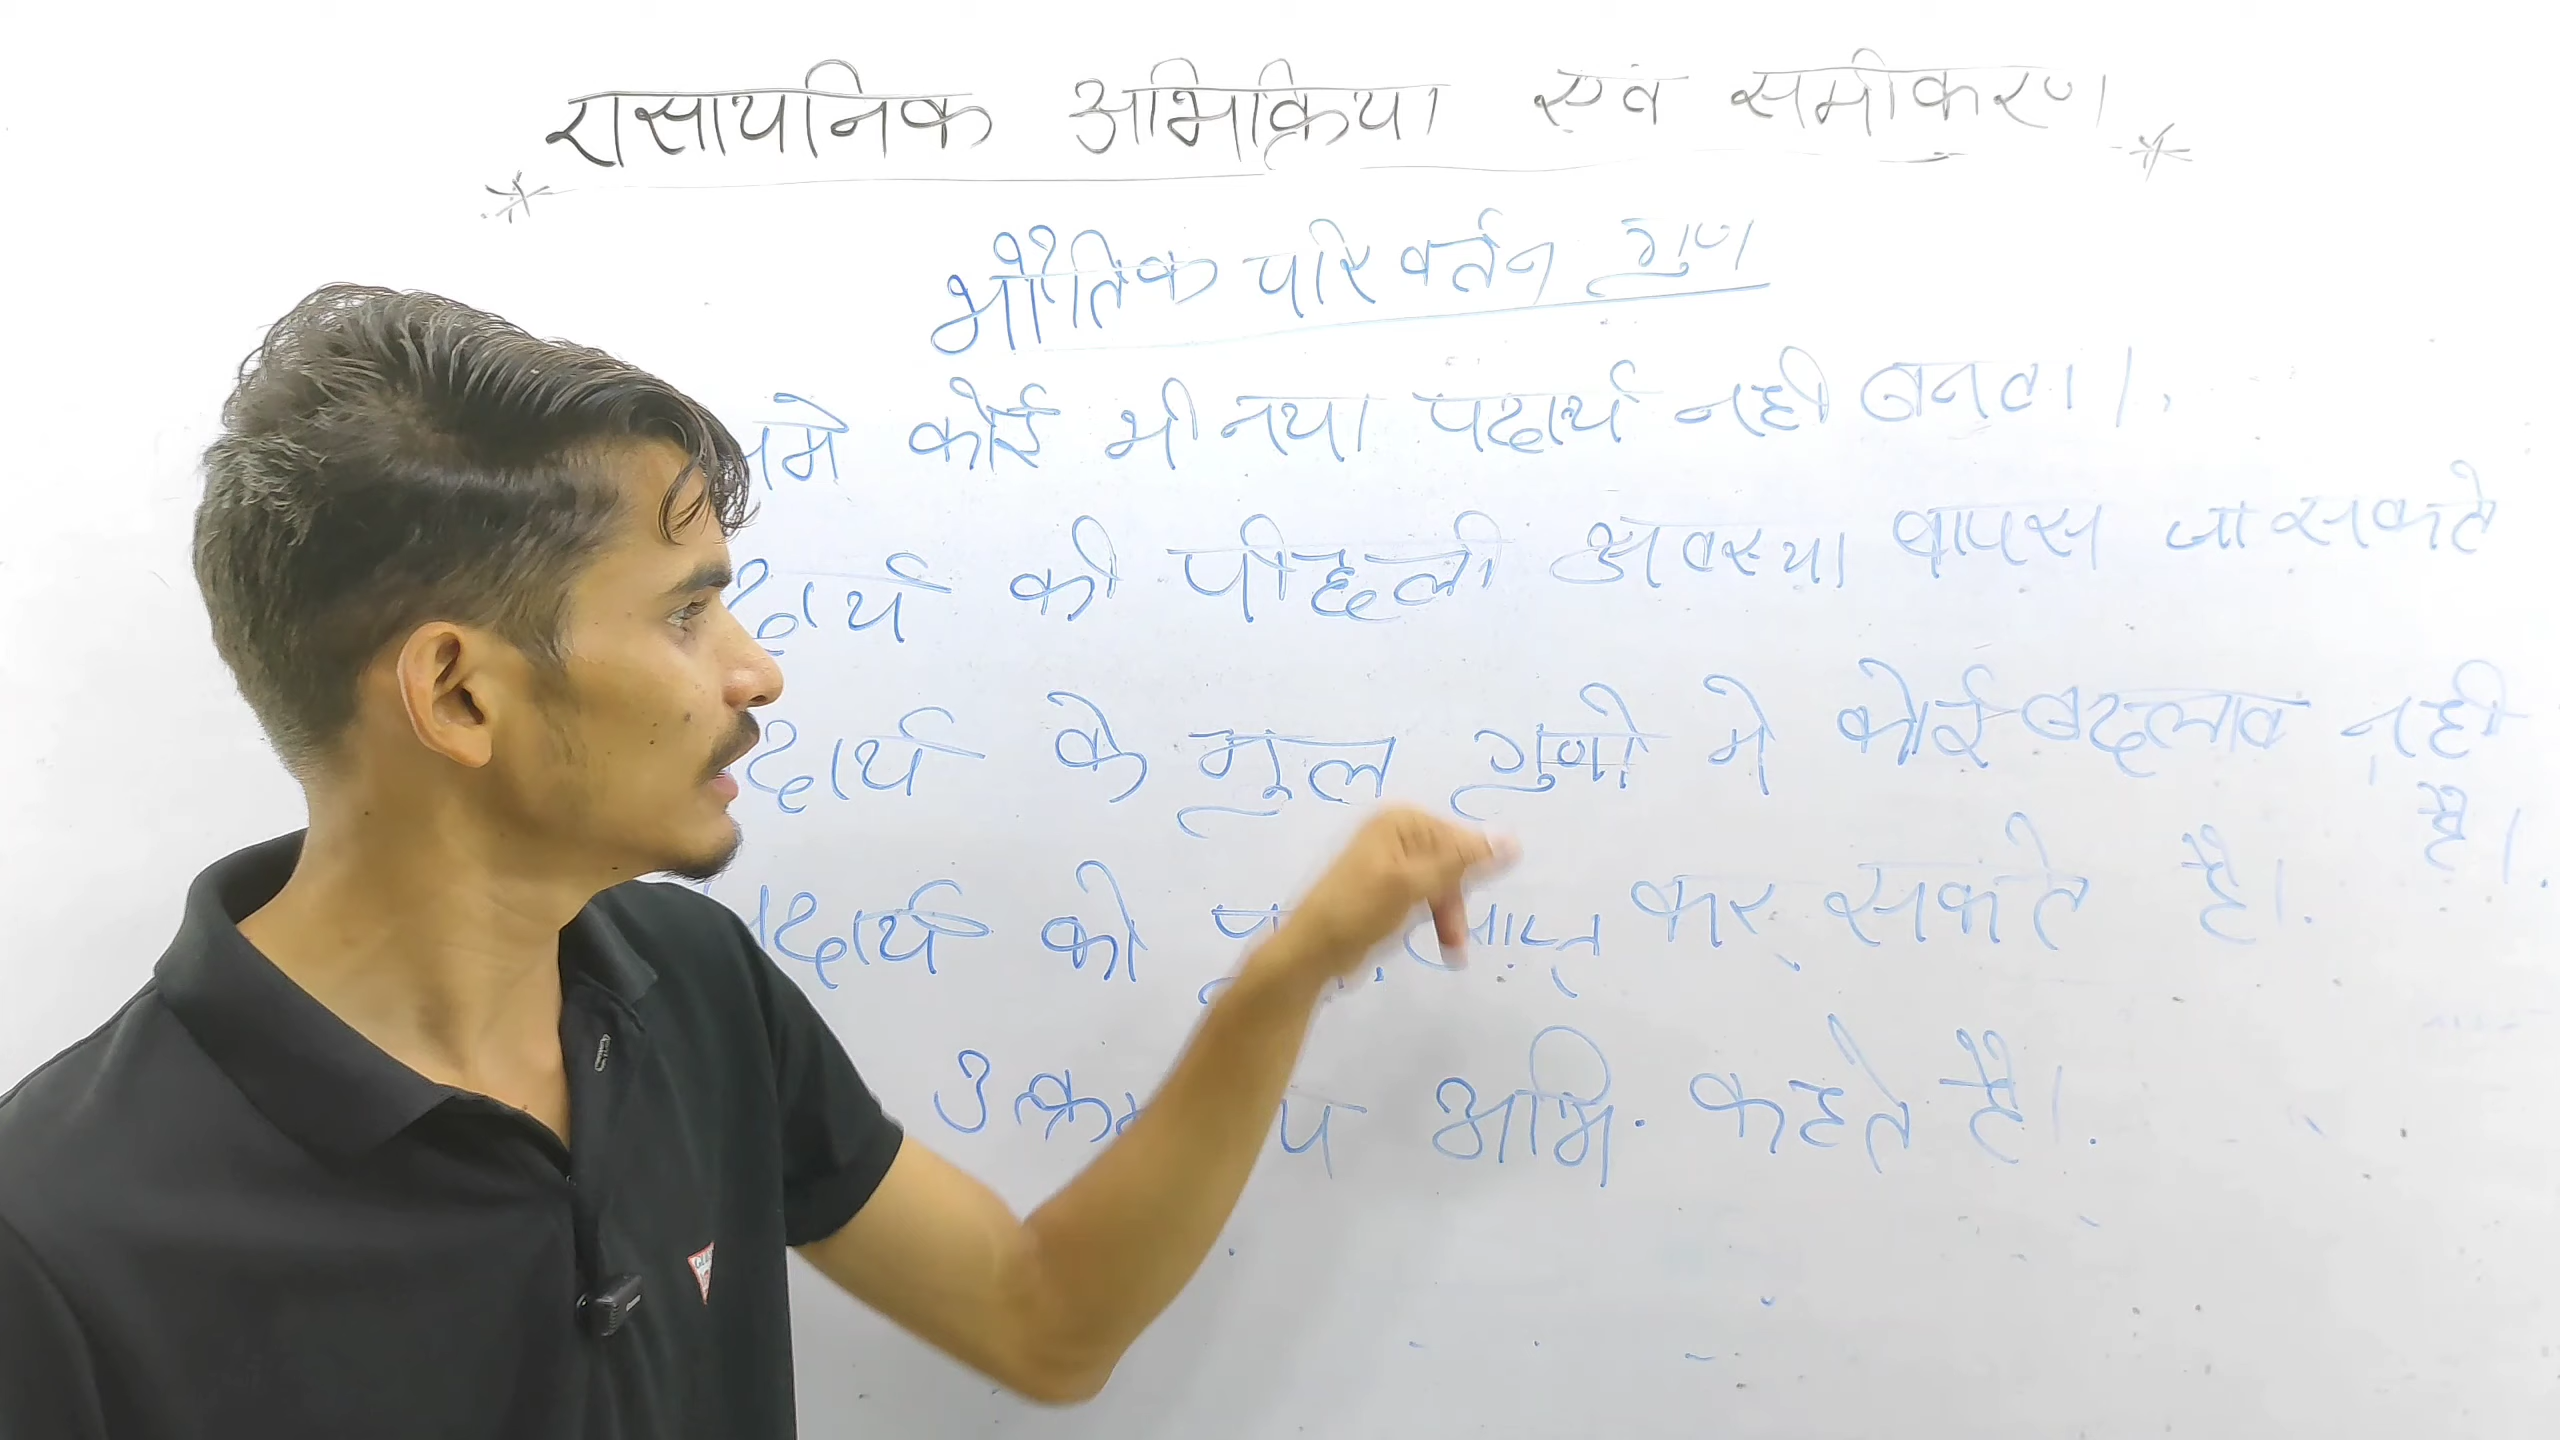 रासायनिक अभिक्रिया एवं समीकरण
भौतिक परिवर्तन गुण
कोई भी नया पदार्थ नही बनता।
की पीछली अवस्था वापस जा सकते
के मुल गुणो मे कोई बदलाव नही
है।
पदार्थ को कर सकते है।
अभि. कहते है।